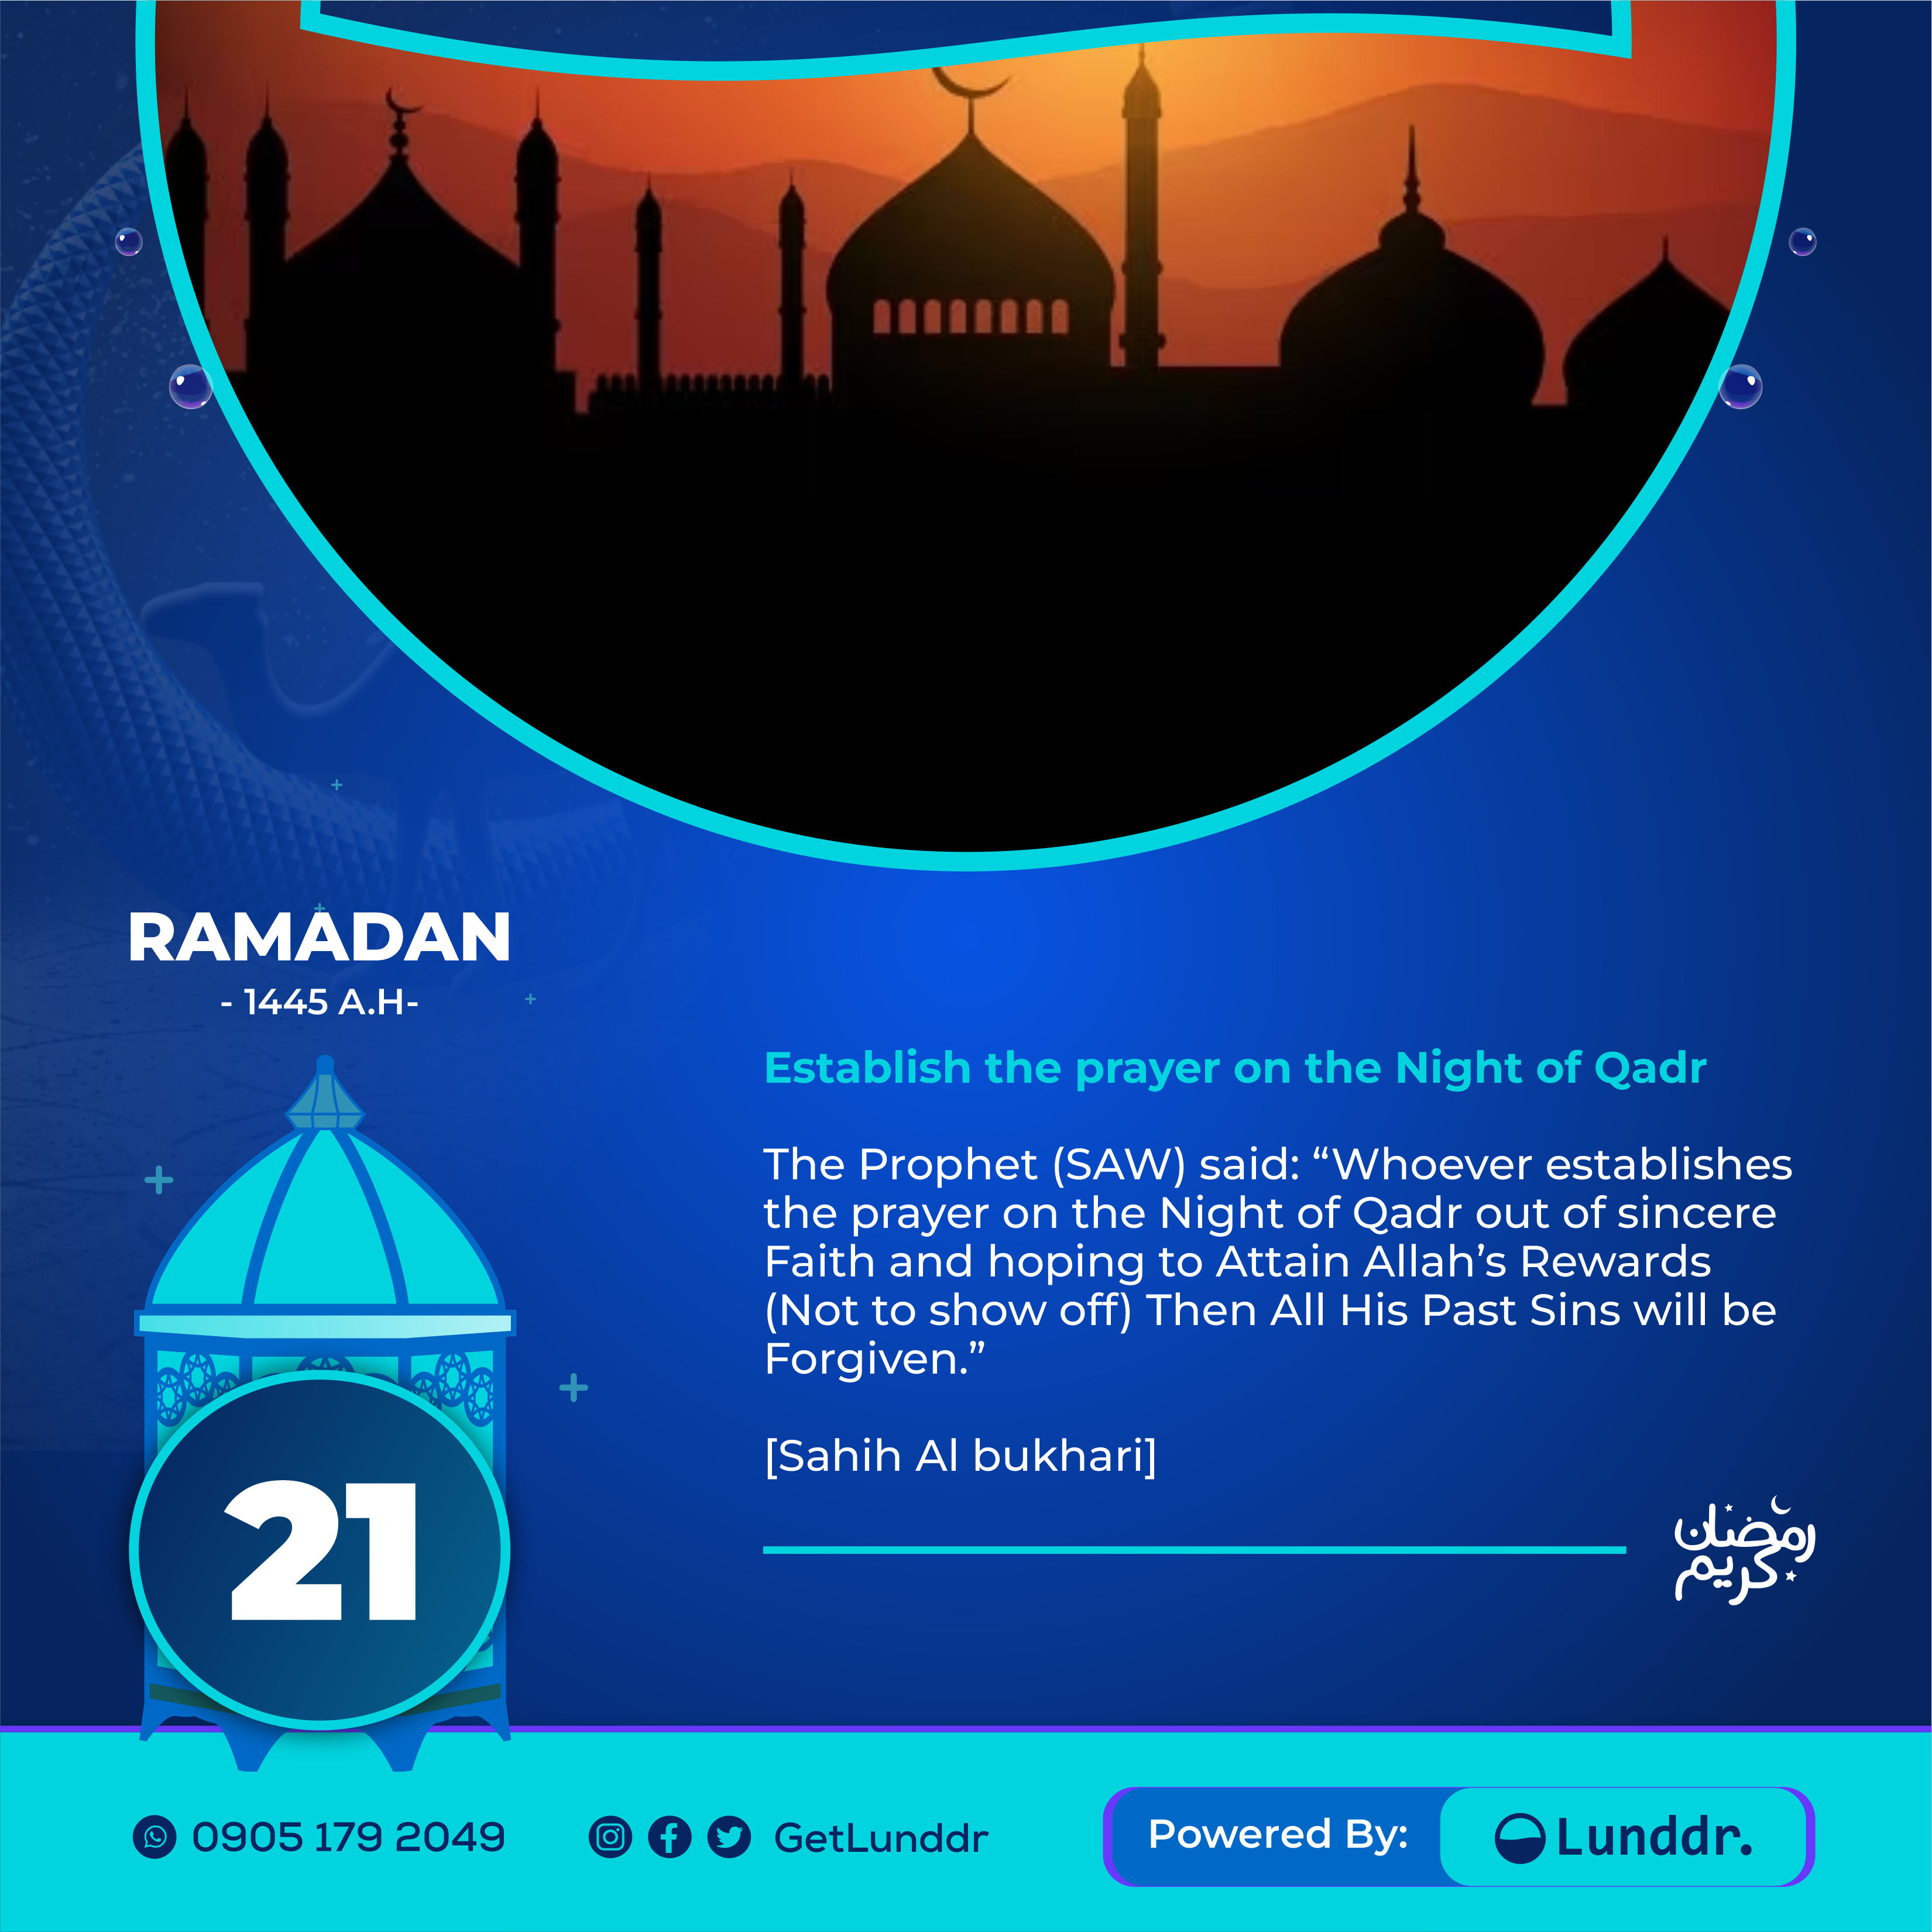 RAMADAN
- 1445 A.H-
Establish the prayer on the Night of Qadr
The Prophet (SAW) said: “Whoever establishes
the prayer on the Night of Qadr out of sincere
Faith and hoping to Attain Allah’s Rewards
(Not to show off) Then All His Past Sins will be
Forgiven.”
[Sahih Al bukhari]
21
رمضان
كريم
0905 179 2049
GetLunddr
Powered By:
Lunddr.